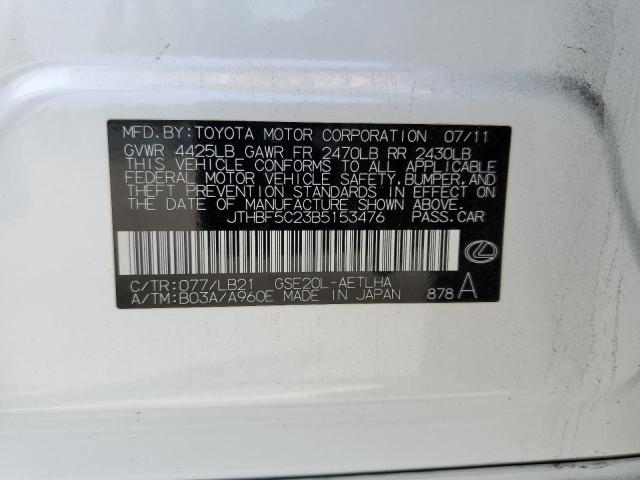 MFD. BY: TOYOTA MOTOR CORPORATION 07/11
GVWR 4425LB GAWR FR 2470LB RR 2430LB
THIS VEHICLE CONFORMS TO ALL APPLICABLE
FEDERAL MOTOR VEHICLE SAFETY, BUMPER, AND
THEFT PREVENTION STANDARDS IN EFFECT ON
THE DATE OF MANUFACTURE SHOWN ABOVE.
JTHBF5C23B5153476 PASS.CAR
C/TR: 077/LB21 GSE20L-AETLHA
A/TM: B03A/A960E MADE IN JAPAN 878 A